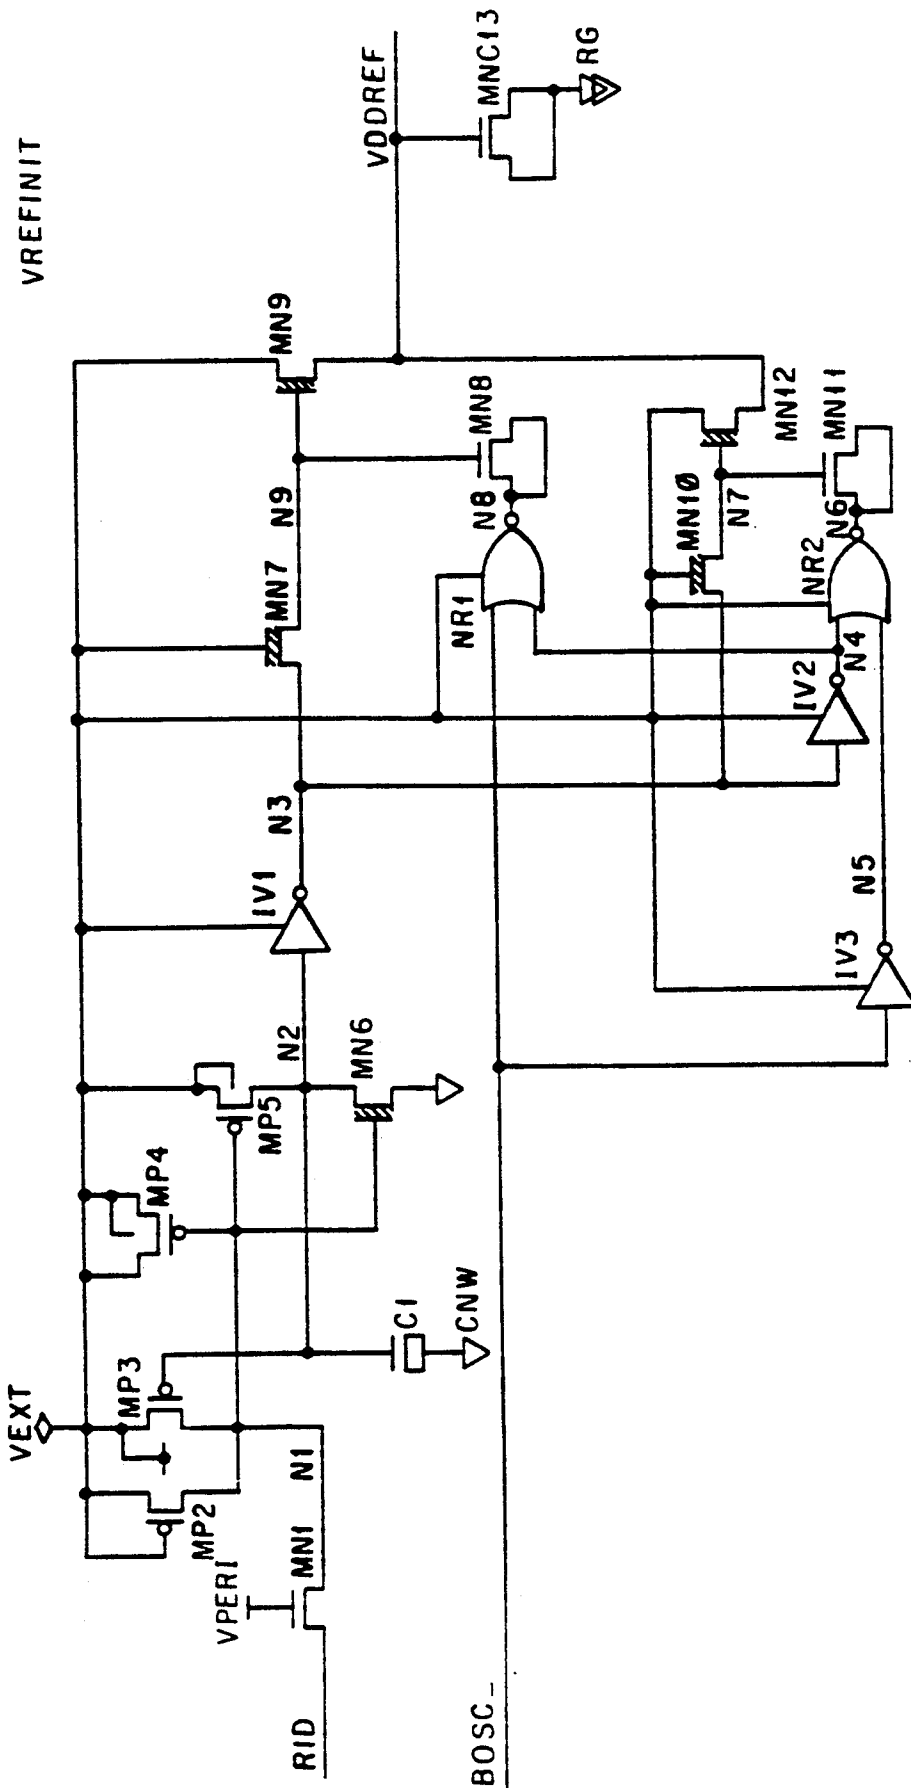 VREFINIT
VEXT
MP2
MP3
MP4
MP5
VPERI
MN1
RID
N1
C1
CNW
N2
MN6
IV1
N3
MN7
N9
MN9
VDDREF
MNC13
RG
NR1
N8
MN8
BOSC_
IV3
N5
IV2
N4
MN10
N7
MN12
NR2
N6
MN11